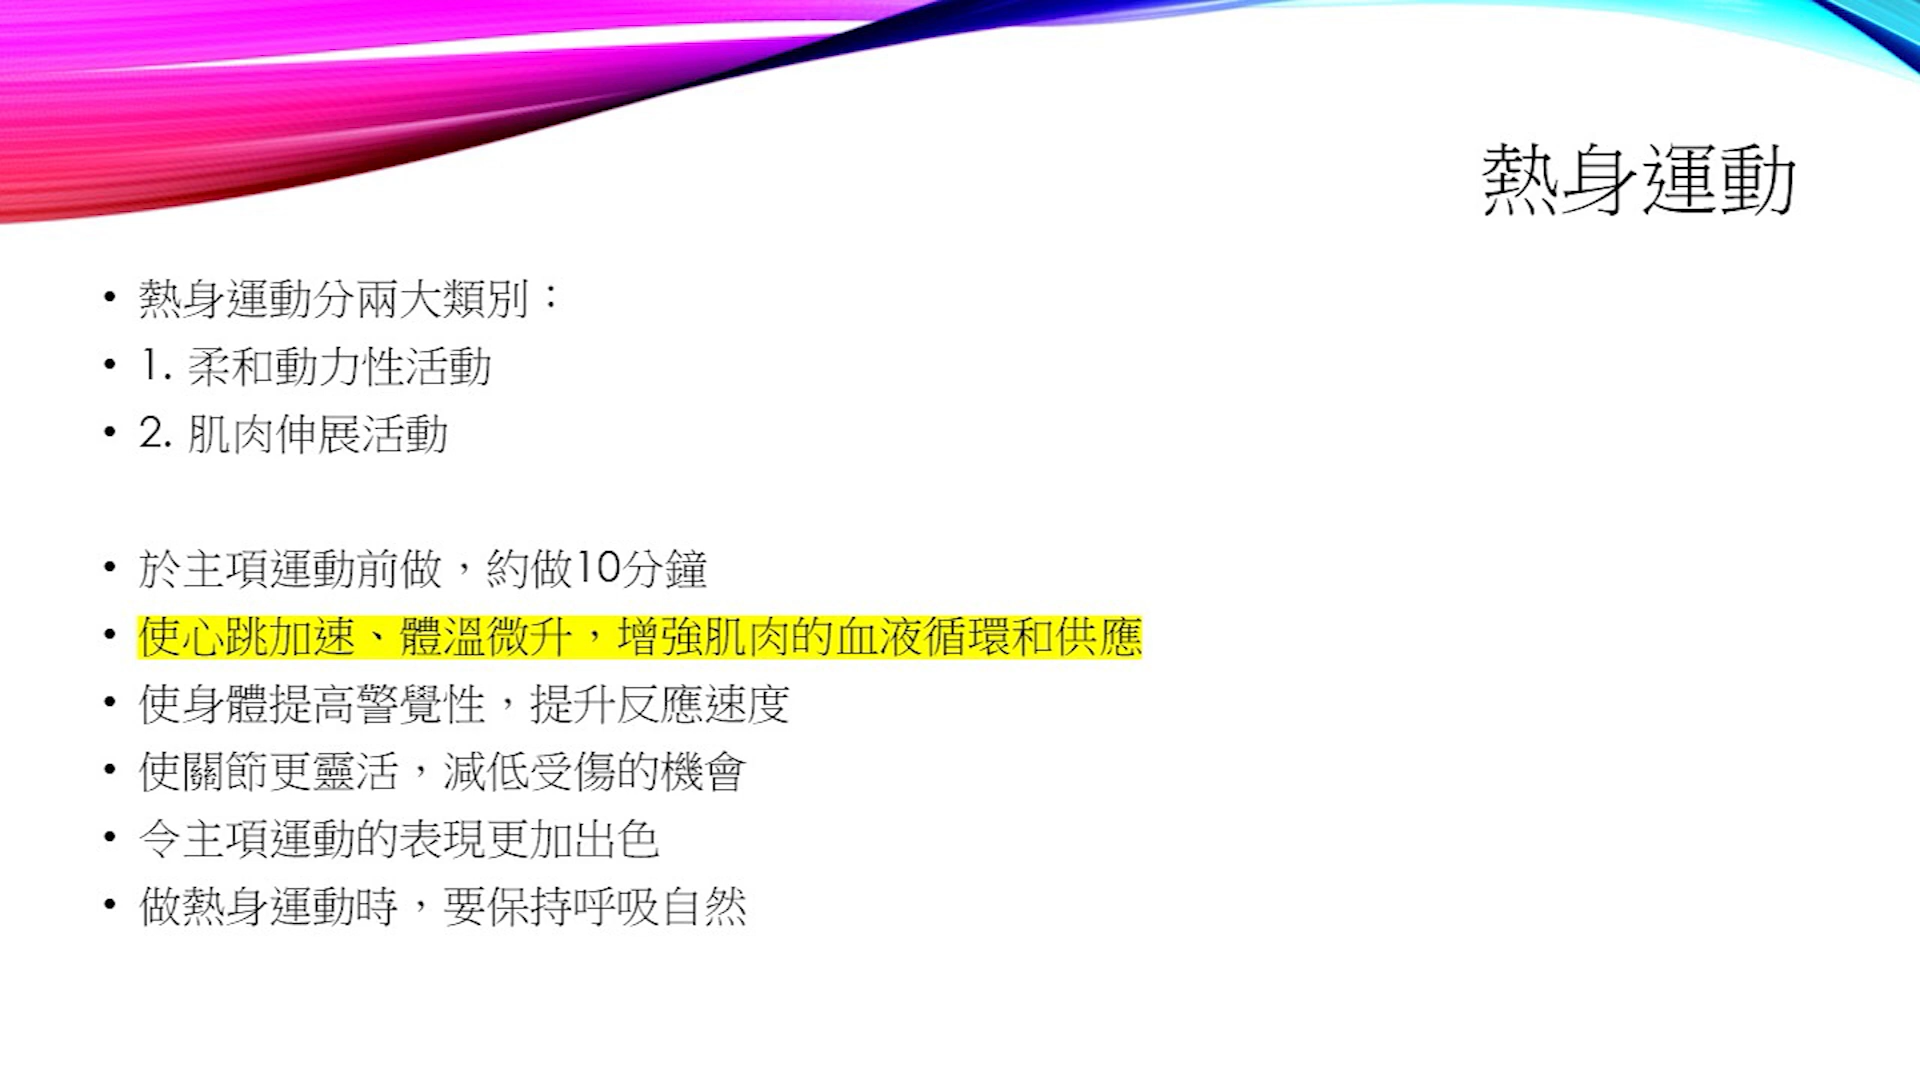 熱身運動
• 熱身運動分兩大類別：
• 1. 柔和動力性活動
• 2. 肌肉伸展活動
• 於主項運動前做，約做10分鐘
• 使心跳加速、體溫微升，增強肌肉的血液循環和供應
• 使身體提高警覺性，提升反應速度
• 使關節更靈活，減低受傷的機會
• 令主項運動的表現更加出色
• 做熱身運動時，要保持呼吸自然